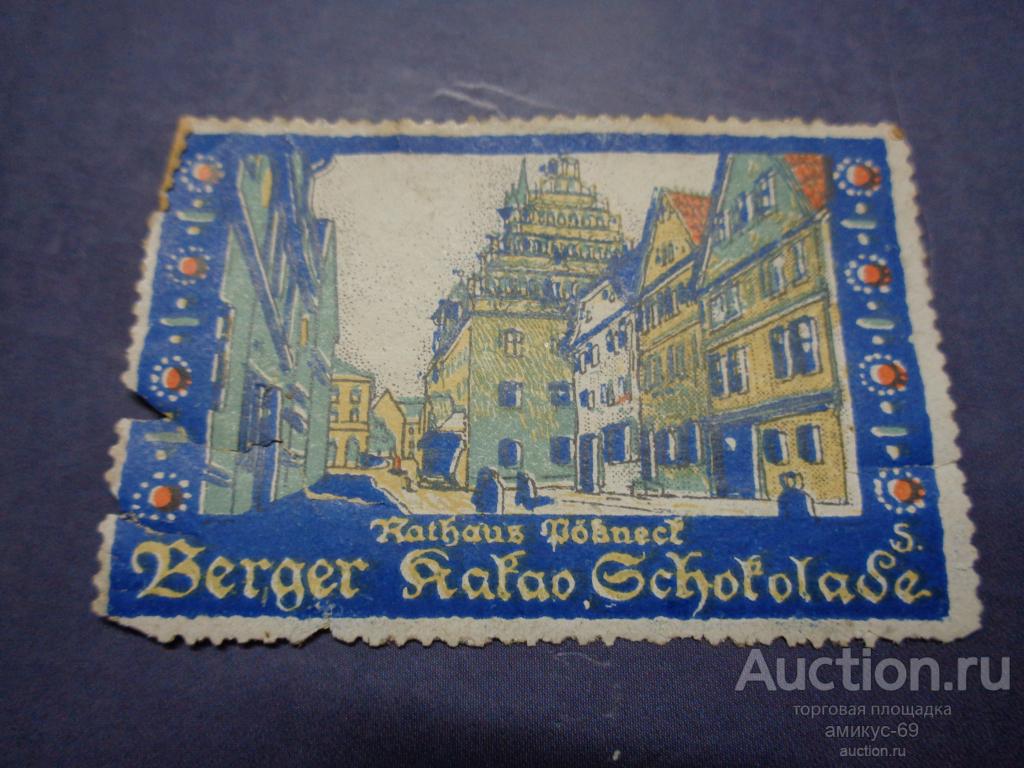 Rathaus Pößneck
S.
Berger Kakao, Schokolade
Auction.ru
торговая площадка
амикус-69
auction.ru